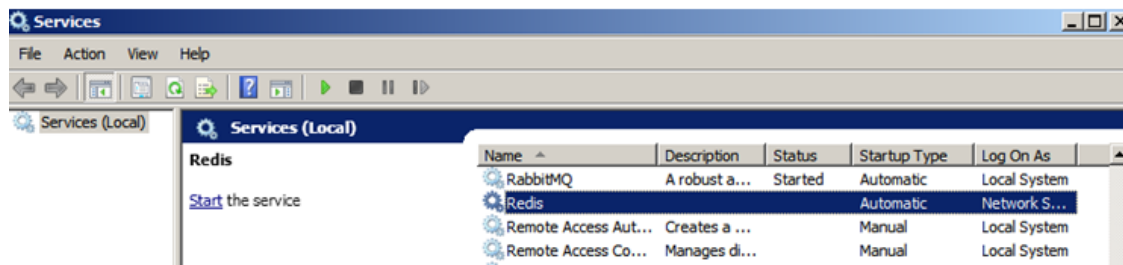 Services
File Action View Help
Services (Local)
Services (Local)
Redis
Start the service
Name Description Status Startup Type Log On As
RabbitMQ A robust a... Started Automatic Local System
Redis Automatic Network S...
Remote Access Aut... Creates a ... Manual Local System
Remote Access Co... Manages di... Manual Local System